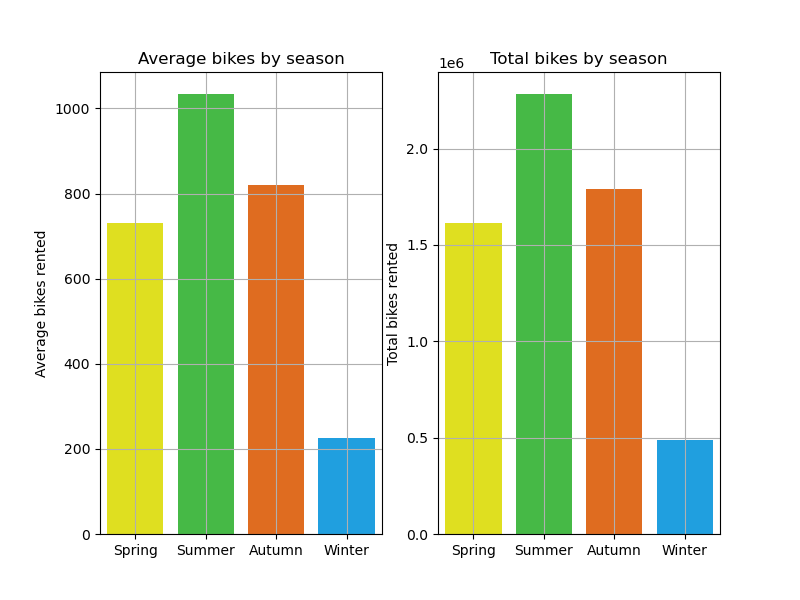 Average bikes by season
Average bikes rented
1000
800
600
400
200
0
Spring Summer Autumn Winter
Total bikes by season
1e6
Total bikes rented
2.0
1.5
1.0
0.5
0.0
Spring Summer Autumn Winter